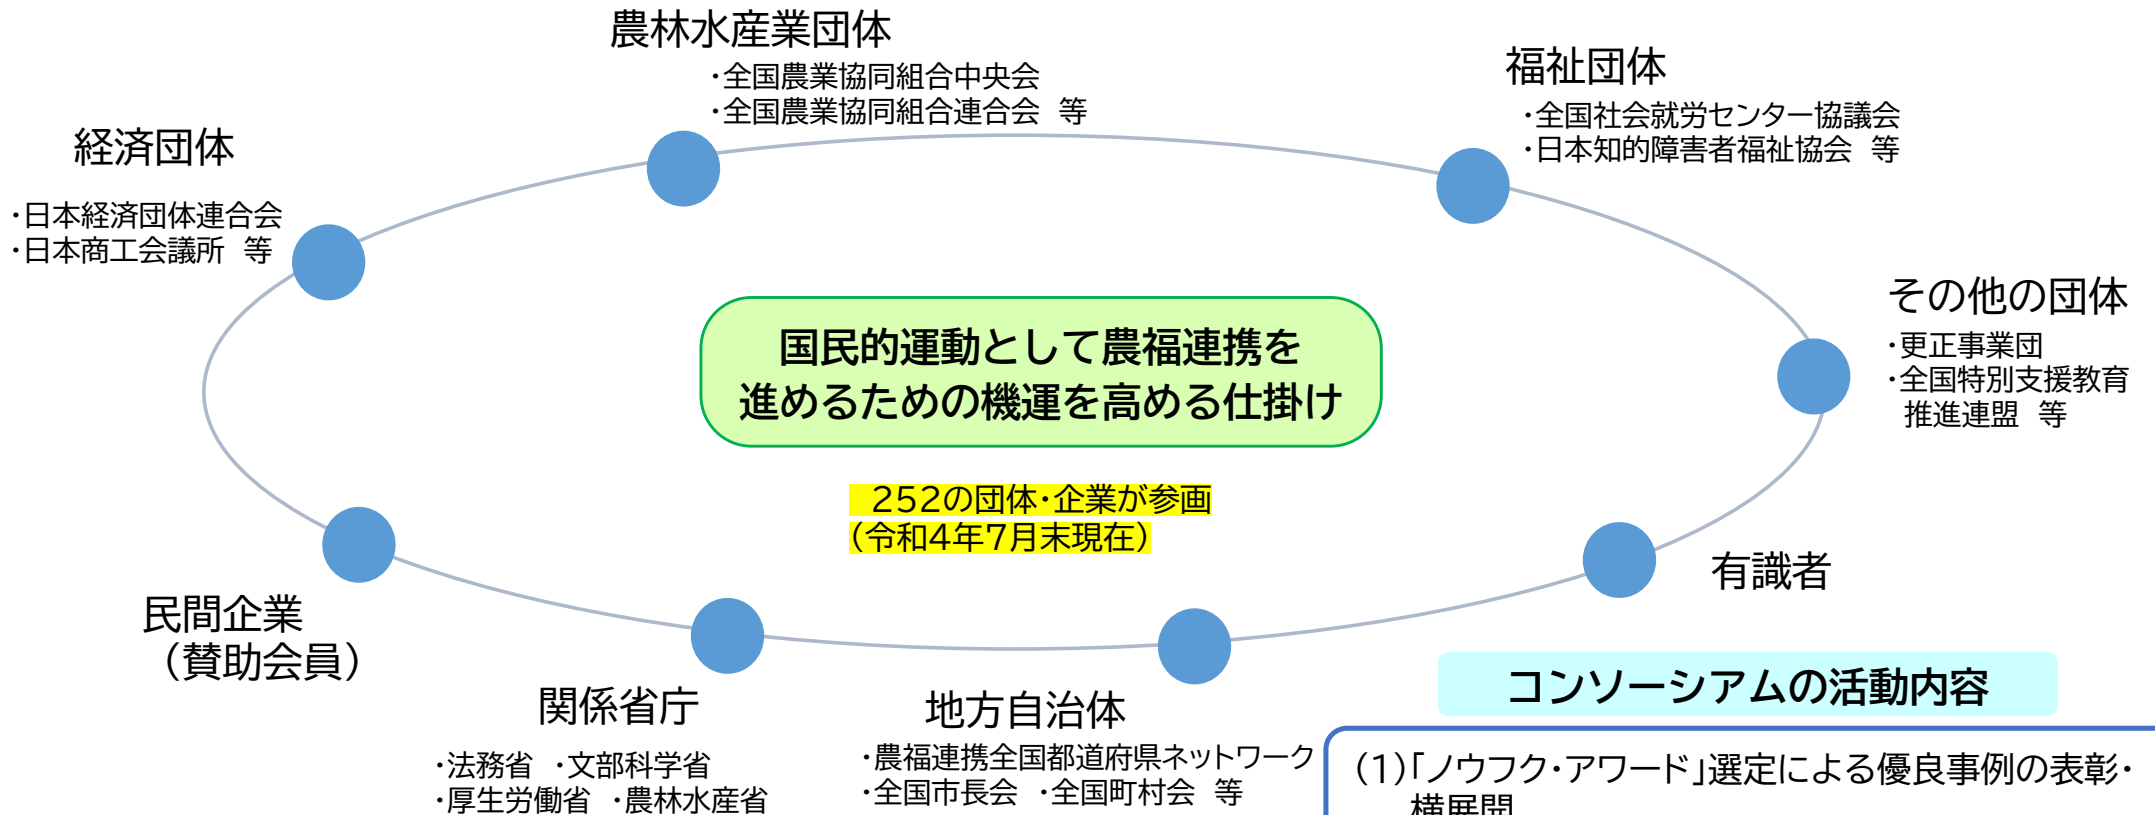 農林水産業団体
・全国農業協同組合中央会
・全国農業協同組合連合会　等
福祉団体
・全国社会就労センター協議会
・日本知的障害者福祉協会　等
経済団体
・日本経済団体連合会
・日本商工会議所　等
その他の団体
・更正事業団
・全国特別支援教育
推進連盟　等
国民的運動として農福連携を
進めるための機運を高める仕掛け
252の団体・企業が参画
（令和4年7月末現在）
有識者
民間企業
（賛助会員）
関係省庁
・法務省　・文部科学省
・厚生労働省　・農林水産省
地方自治体
・農福連携全国都道府県ネットワーク
・全国市長会　・全国町村会　等
コンソーシアムの活動内容
（1）「ノウフク・アワード」選定による優良事例の表彰・
横展開